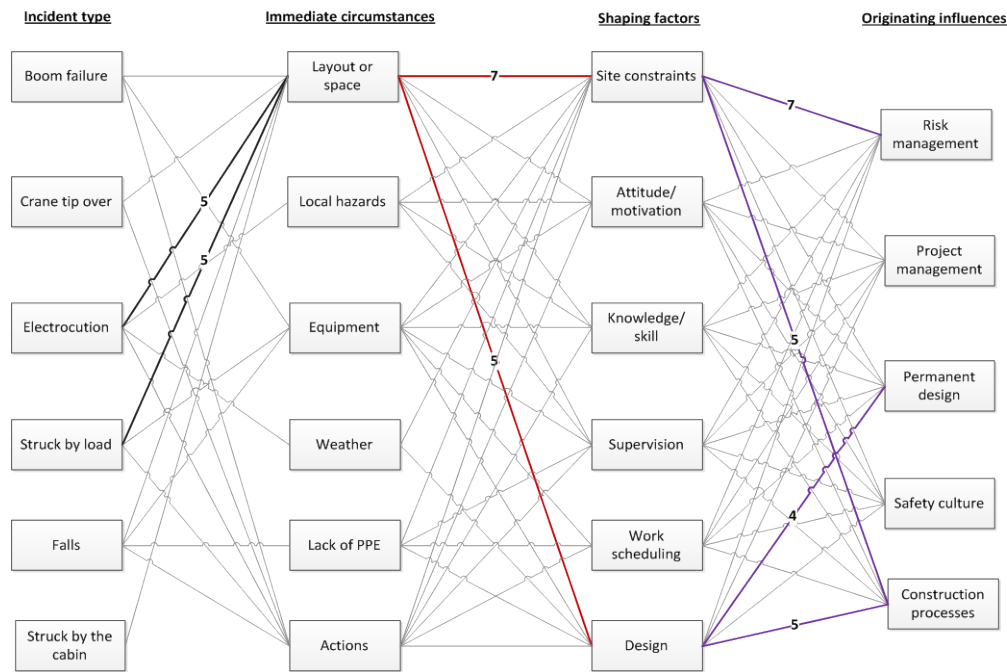 Incident type
Immediate circumstances
Shaping factors
Originating influences
Boom failure
Layout or
space
7
Site constraints
7
Risk
management
Crane tip over
5
Local hazards
Attitude/
motivation
Project
management
5
Electrocution
Equipment
5
Knowledge/
skill
5
Permanent
design
Struck by load
Weather
Supervision
4
Safety culture
Falls
Lack of PPE
Work
scheduling
Construction
processes
5
Struck by the
cabin
Actions
Design